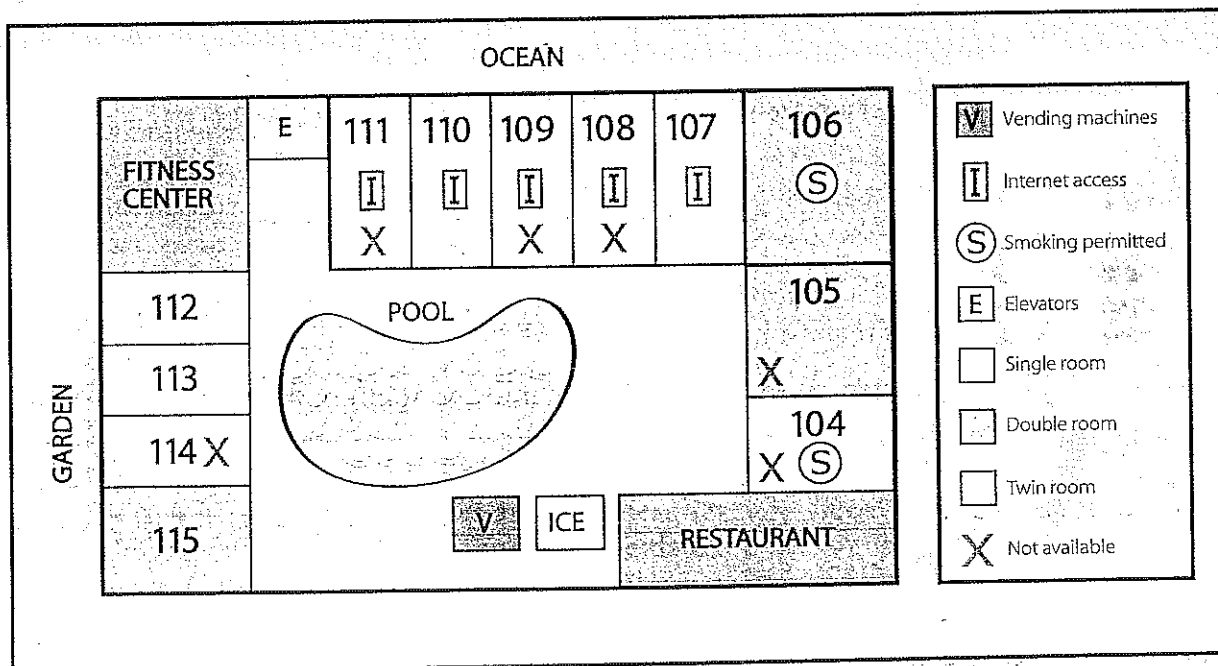 OCEAN
FITNESS
CENTER
E
111
110
109
108
107
106
I
I
I
I
I
S
X
X
X
112
POOL
105
113
X
GARDEN
114 X
104
X S
115
V
ICE
RESTAURANT
V Vending machines
I Internet access
S Smoking permitted
E Elevators
Single room
Double room
Twin room
X Not available